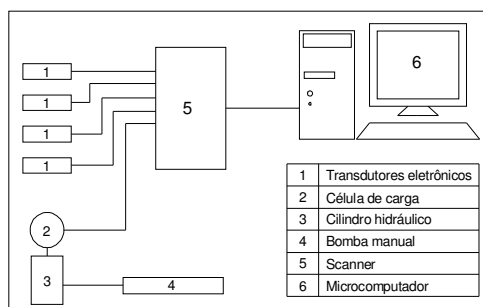 1
1
1
1
2
3
4
5
6
1 Transdutores eletrônicos
2 Célula de carga
3 Cilindro hidráulico
4 Bomba manual
5 Scanner
6 Microcomputador